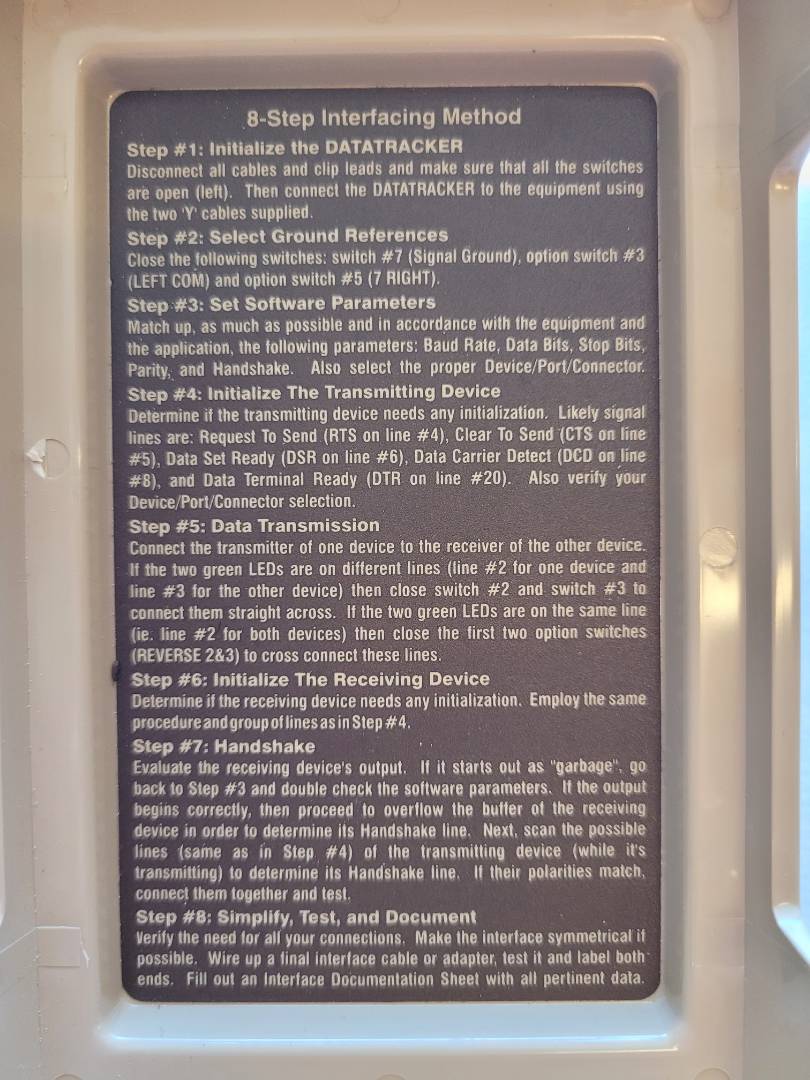 8-Step Interfacing Method
Step #1: Initialize the DATATRACKER
Disconnect all cables and clip leads and make sure that all the switches
are open (left). Then connect the DATATRACKER to the equipment using
the two 'Y' cables supplied.
Step #2: Select Ground References
Close the following switches: switch #7 (Signal Ground), option switch #3
(LEFT COM) and option switch #5 (7 RIGHT).
Step #3: Set Software Parameters
Match up, as much as possible and in accordance with the equipment and
the application, the following parameters: Baud Rate, Data Bits, Stop Bits,
Parity, and Handshake. Also select the proper Device/Port/Connector.
Step #4: Initialize The Transmitting Device
Determine if the transmitting device needs any initialization. Likely signal
lines are: Request To Send (RTS on line #4), Clear To Send (CTS on line
#5), Data Set Ready (DSR on line #6), Data Carrier Detect (DCD on line
#8), and Data Terminal Ready (DTR on line #20). Also verify your
Device/Port/Connector selection.
Step #5: Data Transmission
Connect the transmitter of one device to the receiver of the other device.
If the two green LEDs are on different lines (line #2 for one device and
line #3 for the other device) then close switch #2 and switch #3 to
connect them straight across. If the two green LEDs are on the same line
(ie. line #2 for both devices) then close the first two option switches
(REVERSE 2&3) to cross connect these lines.
Step #6: Initialize The Receiving Device
Determine if the receiving device needs any initialization. Employ the same
procedure and group of lines as in Step #4.
Step #7: Handshake
Evaluate the receiving device's output. If it starts out as "garbage", go
back to Step #3 and double check the software parameters. If the output
begins correctly, then proceed to overflow the buffer of the receiving
device in order to determine its Handshake line. Next, scan the possible
lines (same as in Step #4) of the transmitting device (while it's
transmitting) to determine its Handshake line. If their polarities match,
connect them together and test.
Step #8: Simplify, Test, and Document
Verify the need for all your connections. Make the interface symmetrical if
possible. Wire up a final interface cable or adapter, test it and label both
ends. Fill out an Interface Documentation Sheet with all pertinent data.